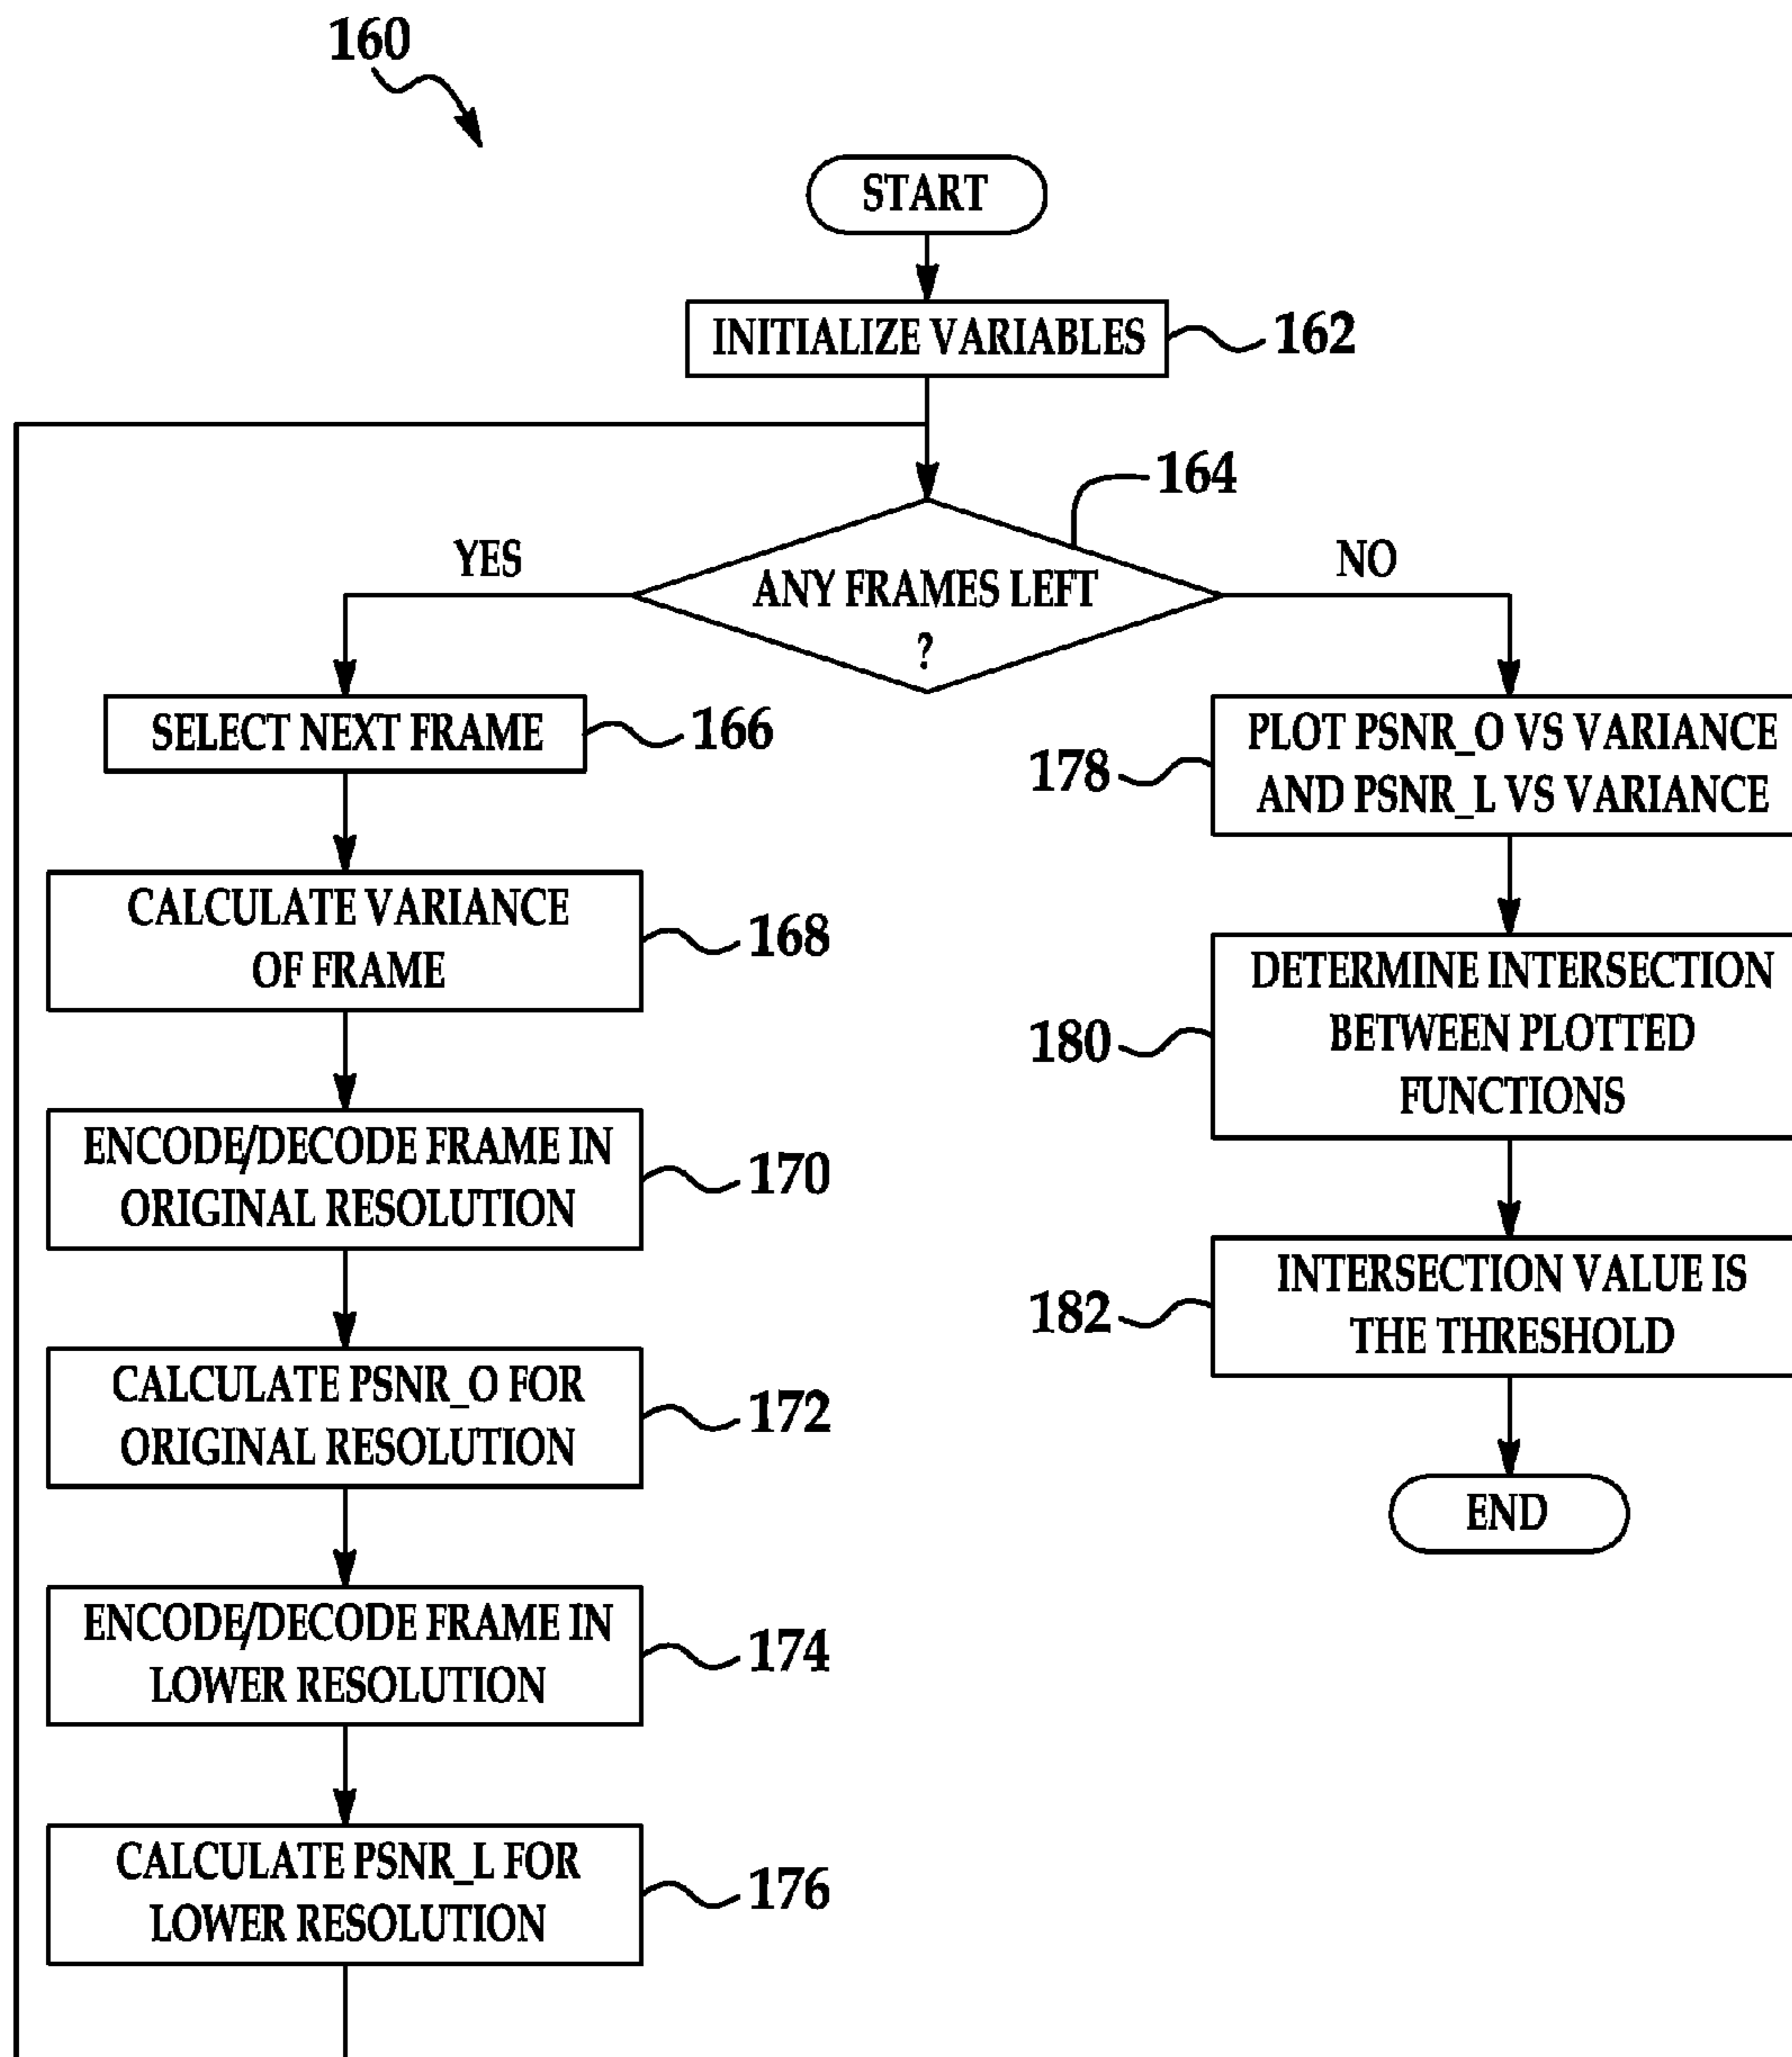 160
START
INITIALIZE VARIABLES
162
164
YES
ANY FRAMES LEFT
?
NO
SELECT NEXT FRAME
166
CALCULATE VARIANCE
OF FRAME
168
ENCODE/DECODE FRAME IN
ORIGINAL RESOLUTION
170
CALCULATE PSNR_O FOR
ORIGINAL RESOLUTION
172
ENCODE/DECODE FRAME IN
LOWER RESOLUTION
174
CALCULATE PSNR_L FOR
LOWER RESOLUTION
176
PLOT PSNR_O VS VARIANCE
AND PSNR_L VS VARIANCE
178
DETERMINE INTERSECTION
BETWEEN PLOTTED
FUNCTIONS
180
INTERSECTION VALUE IS
THE THRESHOLD
182
END